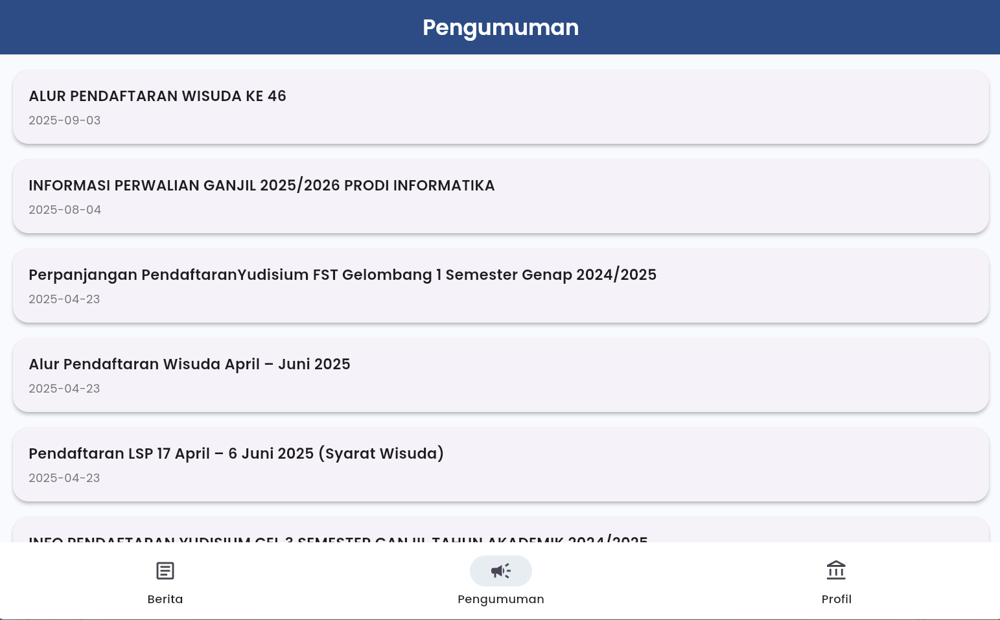 Pengumuman
ALUR PENDAFTARAN WISUDA KE 46
2025-09-03
INFORMASI PERWALIAN GANJIL 2025/2026 PRODI INFORMATIKA
2025-08-04
Perpanjangan PendaftaranYudisium FST Gelombang 1 Semester Genap 2024/2025
2025-04-23
Alur Pendaftaran Wisuda April – Juni 2025
2025-04-23
Pendaftaran LSP 17 April – 6 Juni 2025 (Syarat Wisuda)
2025-04-23
INFO PENDAFTARAN YUDISIUM GEL 3 SEMESTER GANJIL TAHUN AKADEMIK 2024/2025
Berita
Pengumuman
Profil